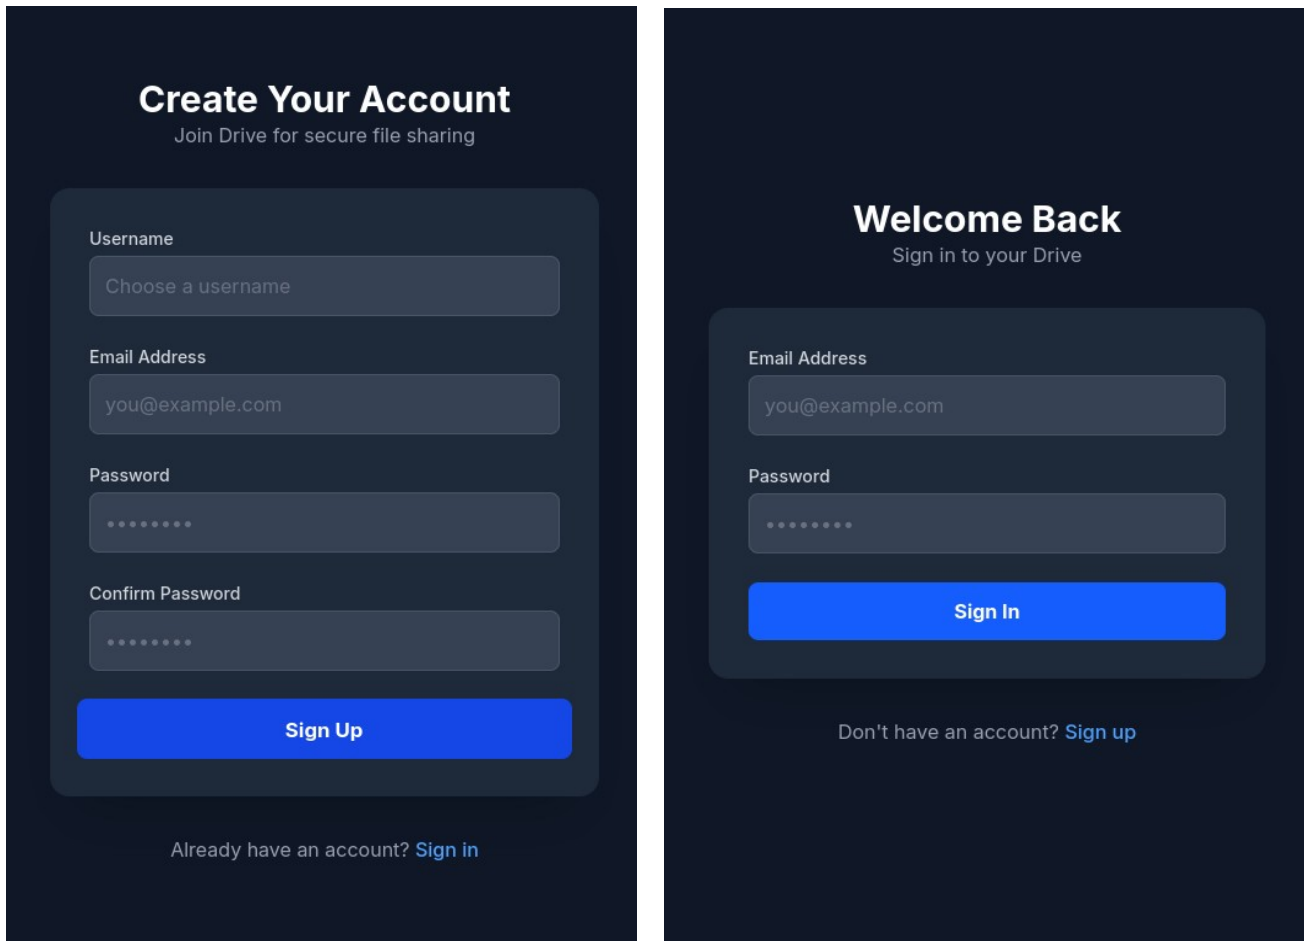 Create Your Account
Join Drive for secure file sharing
Username
Choose a username
Email Address
you@example.com
Password
••••••••
Confirm Password
••••••••
Sign Up
Already have an account? Sign in
Welcome Back
Sign in to your Drive
Email Address
you@example.com
Password
••••••••
Sign In
Don't have an account? Sign up